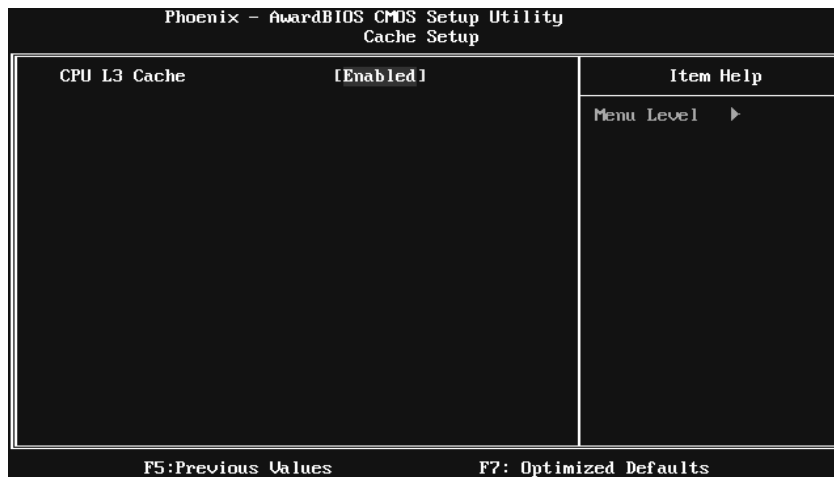 Phoenix - AwardBIOS CMOS Setup Utility
Cache Setup
CPU L3 Cache [Enabled]
Item Help
Menu Level ▶
F5:Previous Values F7: Optimized Defaults